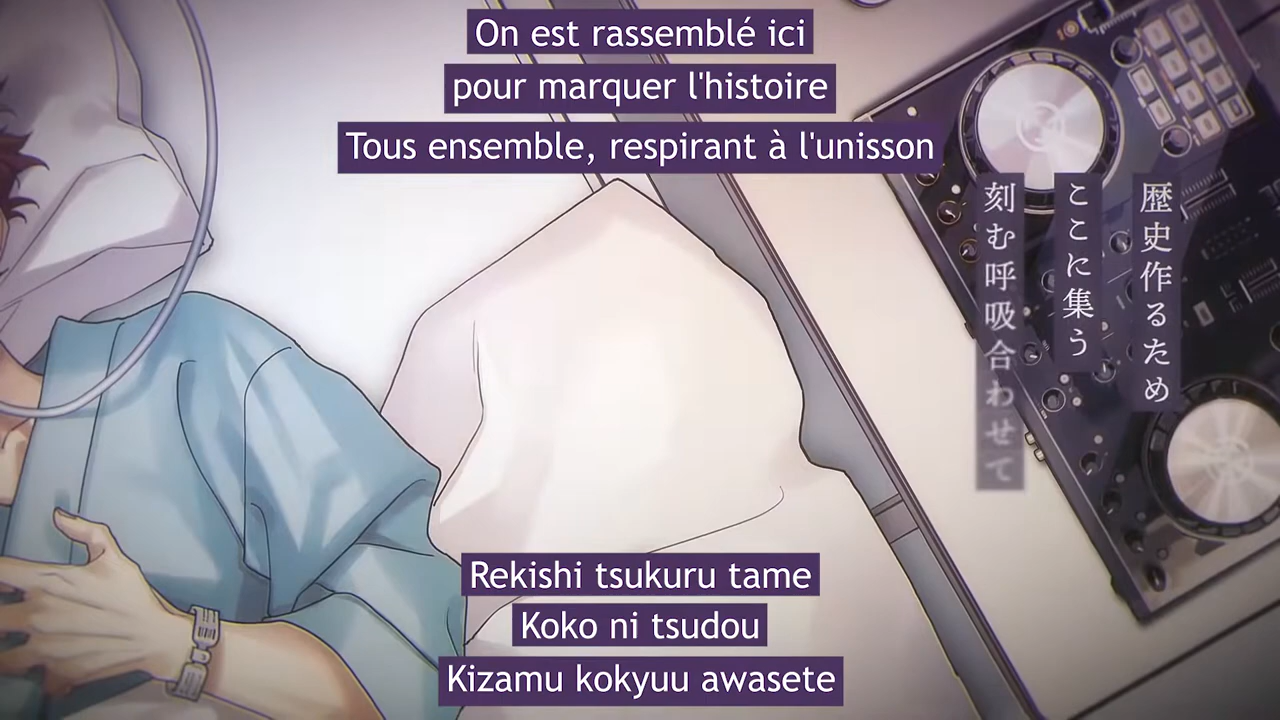 On est rassemblé ici
pour marquer l'histoire
Tous ensemble, respirant à l'unisson
歴史作るため
ここに集う
刻む呼吸合わせて
Rekishi tsukuru tame
Koko ni tsudou
Kizamu kokyuu awasete